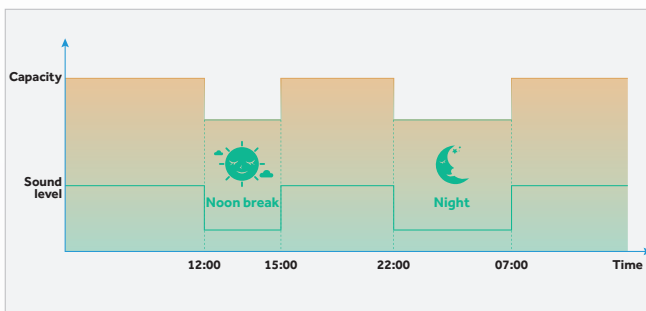 Capacity
Sound
level
Noon break
Night
12:00
15:00
22:00
07:00
Time